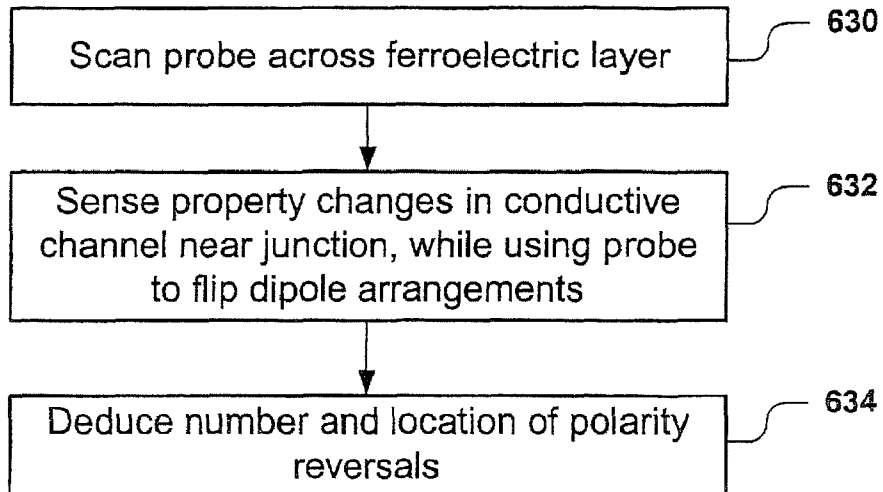 630
Scan probe across ferroelectric layer
632
Sense property changes in conductive
channel near junction, while using probe
to flip dipole arrangements
634
Deduce number and location of polarity
reversals